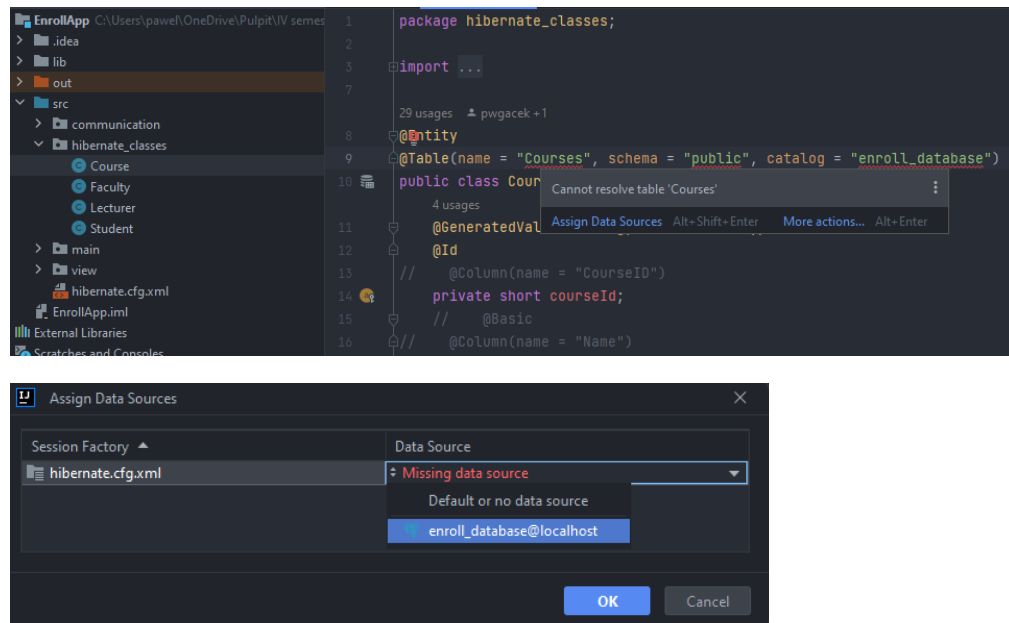 EnrollApp C:\Users\pawel\OneDrive\Pulpit\IV semes
.idea
lib
out
src
communication
hibernate_classes
Course
Faculty
Lecturer
Student
main
view
hibernate.cfg.xml
EnrollApp.iml
External Libraries
Scratches and Consoles
1 package hibernate_classes;
2
3 import ...
7
29 usages pwgacek +1
8 @Entity
9 @Table(name = "Courses", schema = "public", catalog = "enroll_database")
10 public class Cour
Cannot resolve table 'Courses'
4 usages
Assign Data Sources Alt+Shift+Enter More actions... Alt+Enter
11 @GeneratedVal
12 @Id
13 // @Column(name = "CourseID")
14 private short courseId;
15 // @Basic
16 // @Column(name = "Name")
IJ Assign Data Sources
Session Factory Data Source
hibernate.cfg.xml Missing data source
Default or no data source
enroll_database@localhost
OK Cancel